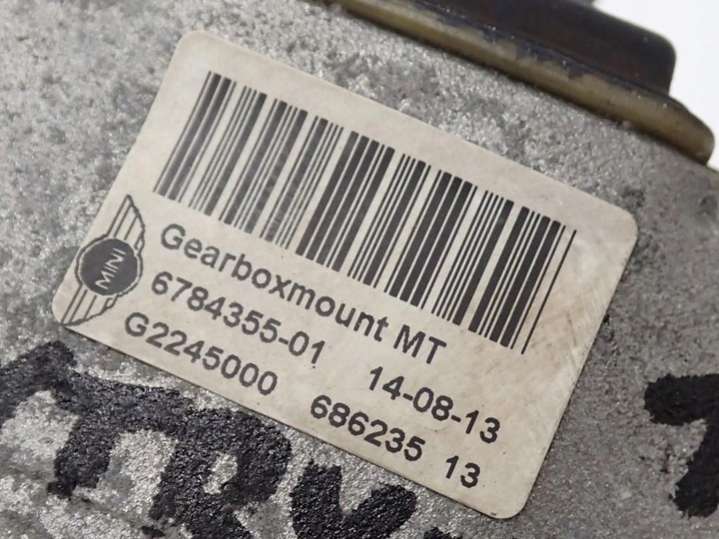 MINI
Gearboxmount MT
6784355-01 14-08-13
G2245000 686235 13